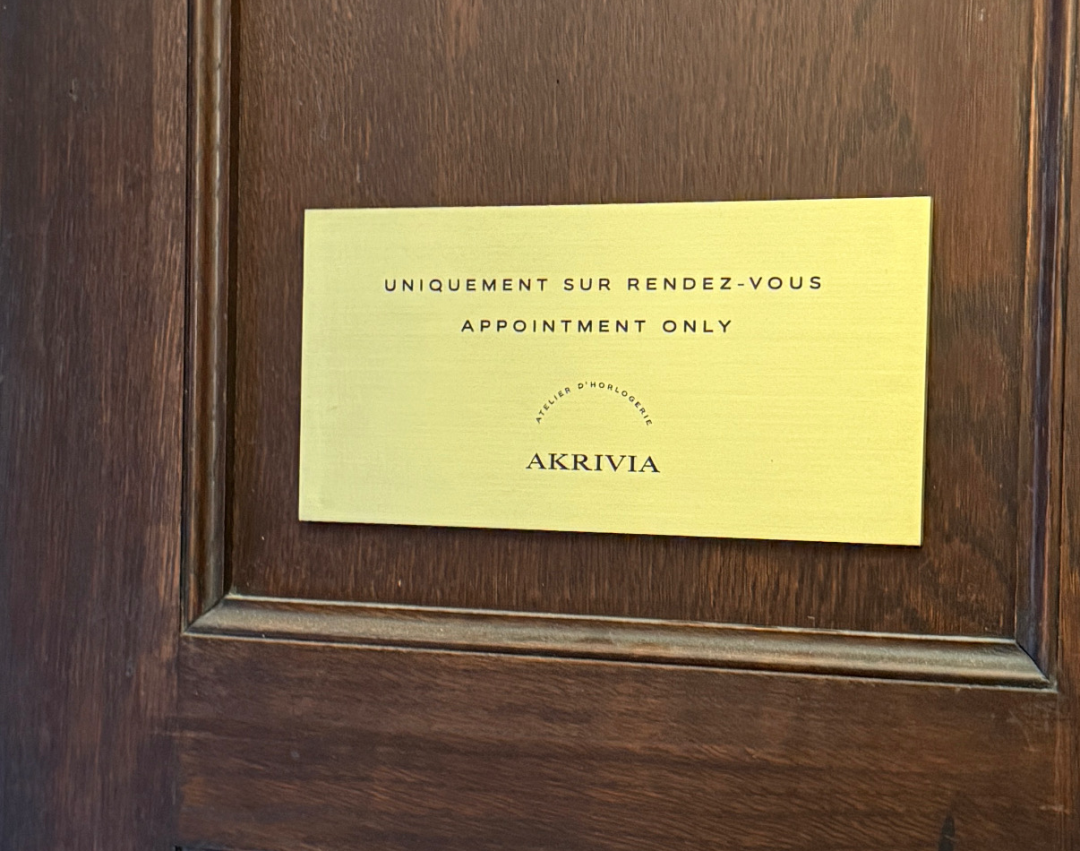 UNIQUEMENT SUR RENDEZ-VOUS
APPOINTMENT ONLY
ATELIER D'HORLOGERIE
AKRIVIA